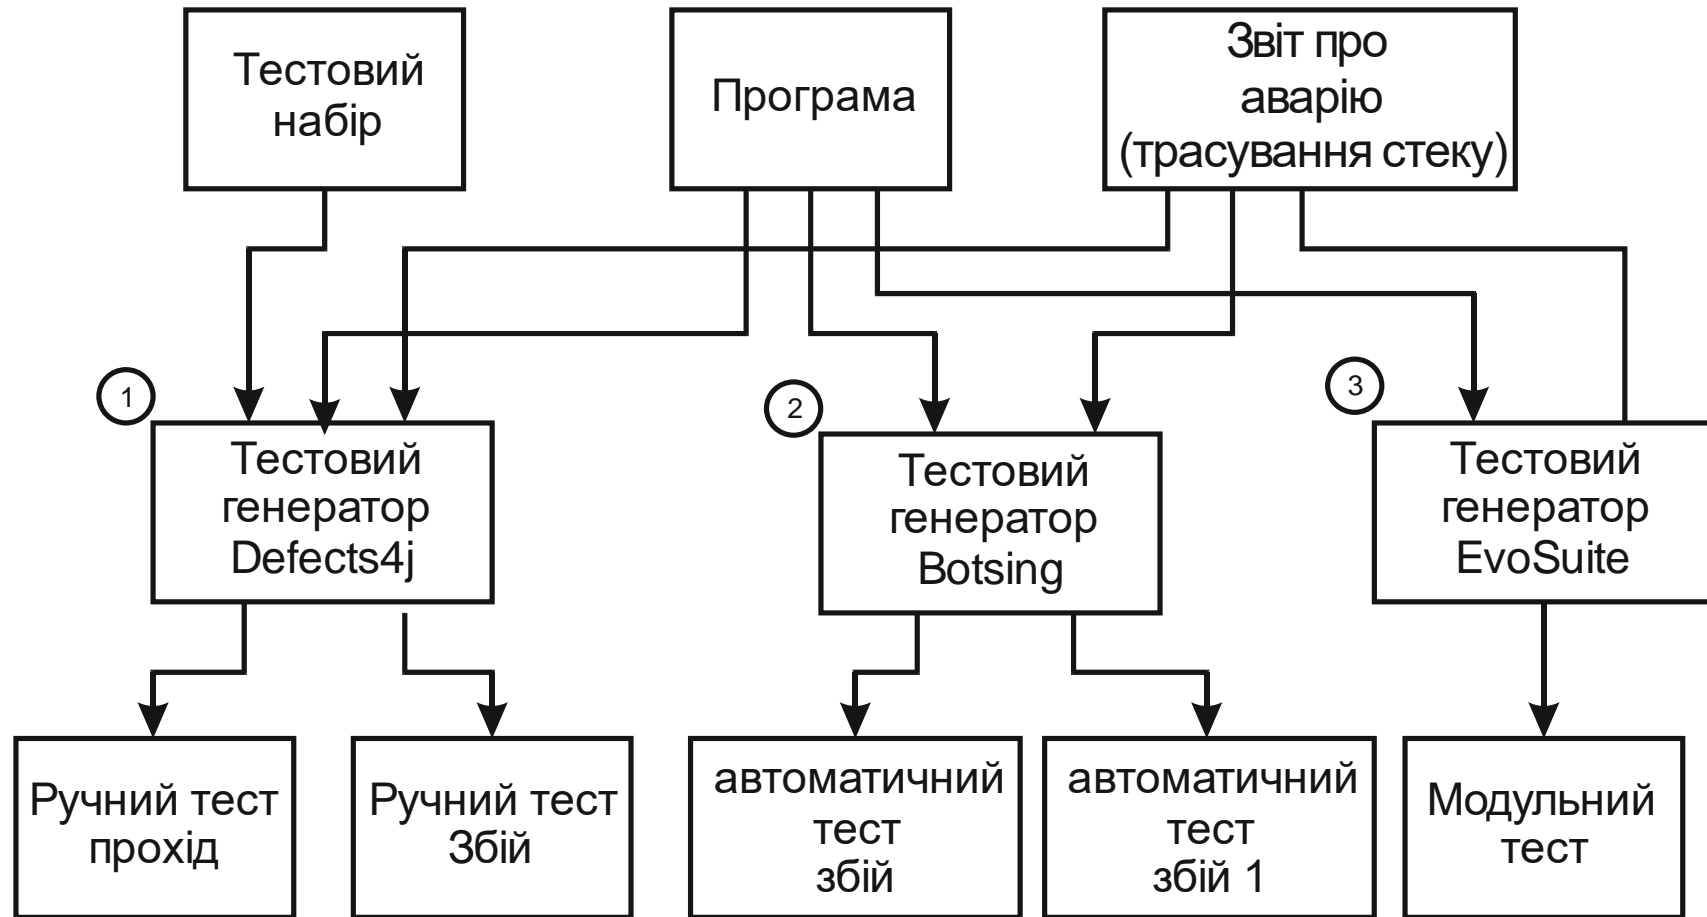 Тестовий
набір
Програма
Звіт про
аварію
(трасування стеку)
1
Тестовий
генератор
Defects4j
2
Тестовий
генератор
Botsing
3
Тестовий
генератор
EvoSuite
Ручний тест
прохід
Ручний тест
Збій
автоматичний
тест
збій
автоматичний
тест
збій 1
Модульний
тест